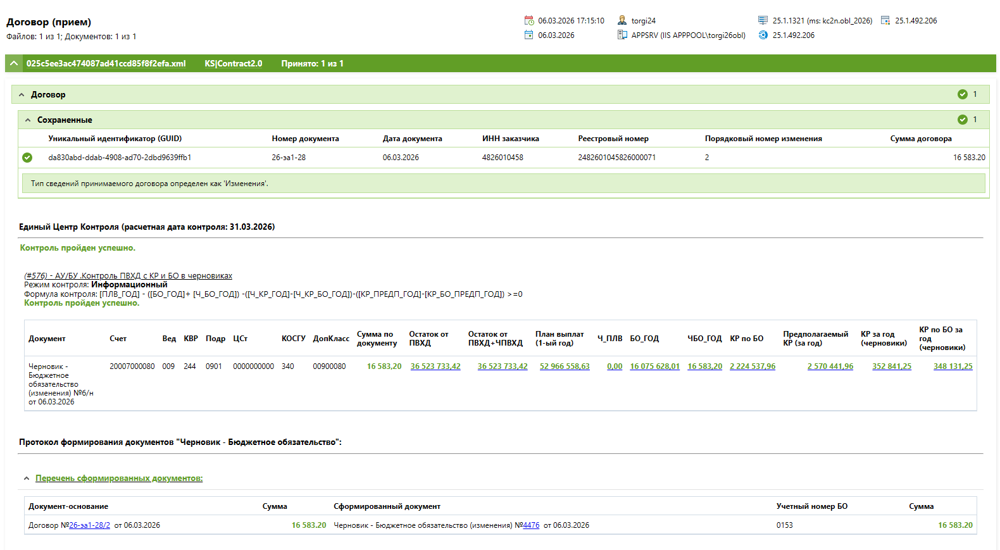 Договор (прием)
Файлов: 1 из 1; Документов: 1 из 1
06.03.2026 17:15:10 torgi24 25.1.1321 (ms: kc2n.obl_2026) 25.1.492.206
06.03.2026 APPSRV (IIS APPPOOL\torgi26obl) 25.1.492.206
025c5ee3ac474087ad41ccd85f8f2efa.xml KS|Contract2.0 Принято: 1 из 1
Договор 1
Сохраненные 1
Уникальный идентификатор (GUID) Номер документа Дата документа ИНН заказчика Реестровый номер Порядковый номер изменения Сумма договора
da830abd-ddab-4908-ad70-2dbd9639ffb1 26-эа1-28 06.03.2026 4826010458 2482601045826000071 2 16 583.20
Тип сведений принимаемого договора определен как 'Изменения'.
Единый Центр Контроля (расчетная дата контроля: 31.03.2026)
Контроль пройден успешно.
(#576) - АУ/БУ .Контроль ПВХД с КР и БО в черновиках
Режим контроля: Информационный
Формула контроля: [ПЛВ_ГОД] - ([БО_ГОД]+ [Ч_БО_ГОД]) -([Ч_КР_ГОД]-[Ч_КР_БО_ГОД])-([КР_ПРЕДП_ГОД]-[КР_БО_ПРЕДП_ГОД]) >=0
Контроль пройден успешно.
Документ Счет Вед КВР Подр ЦСт КОСГУ ДопКласс Сумма по документу Остаток от ПВХД Остаток от ПВХД+ЧПВХД План выплат (1-ый год) Ч_ПЛВ БО_ГОД ЧБО_ГОД КР по БО Предполагаемый КР (за год) КР за год (черновики) КР по БО за год (черновики)
Черновик - 20007000080 009 244 0901 0000000000 340 00900080 16 583,20 36 523 733,42 36 523 733,42 52 966 558,63 0,00 16 075 628,01 16 583,20 2 224 537,96 2 570 441,96 352 841,25 348 131,25
Бюджетное
обязательство
(изменения) №б/н
от 06.03.2026
Протокол формирования документов "Черновик - Бюджетное обязательство":
Перечень сформированных документов:
Документ-основание Сумма Сформированный документ Учетный номер БО Сумма
Договор №26-эа1-28/2 от 06.03.2026 16 583.20 Черновик - Бюджетное обязательство (изменения) №4476 от 06.03.2026 0153 16 583.20